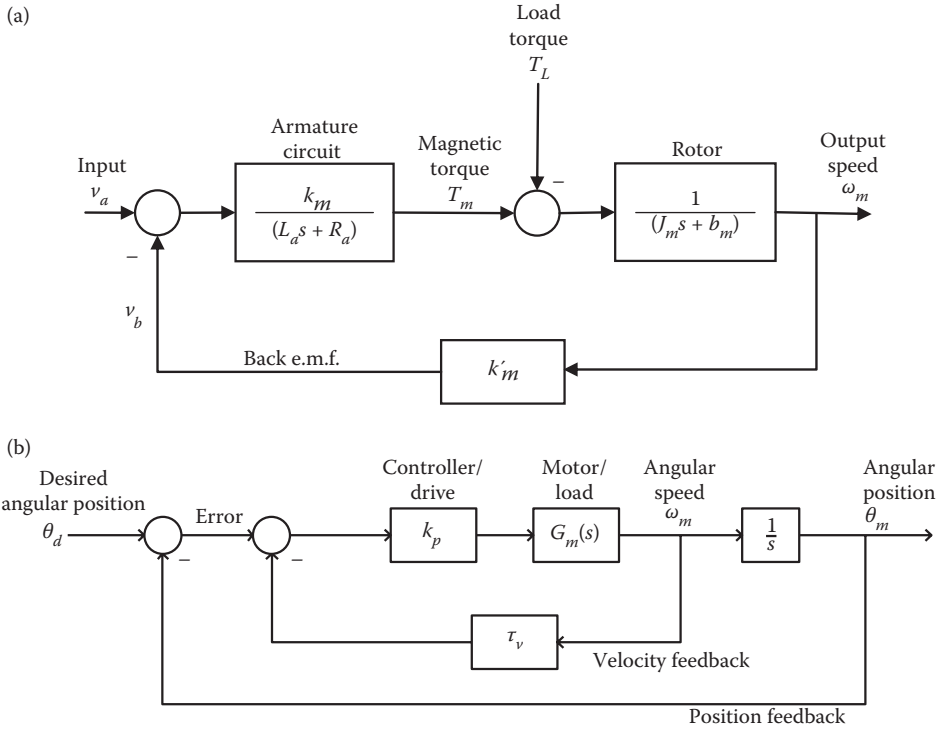 (a)
Load
torque
T_L
Armature
circuit
Magnetic
torque
T_m
Rotor
Output
speed
ω_m
Input
v_a
k_m
(L_a s + R_a)
−
1
(J_m s + b_m)
−
v_b
Back e.m.f.
k′_m
(b)
Desired
angular position
θ_d
Error
Controller/
drive
Motor/
load
Angular
speed
ω_m
Angular
position
θ_m
k_p
G_m(s)
1
s
−
−
τ_v
Velocity feedback
Position feedback